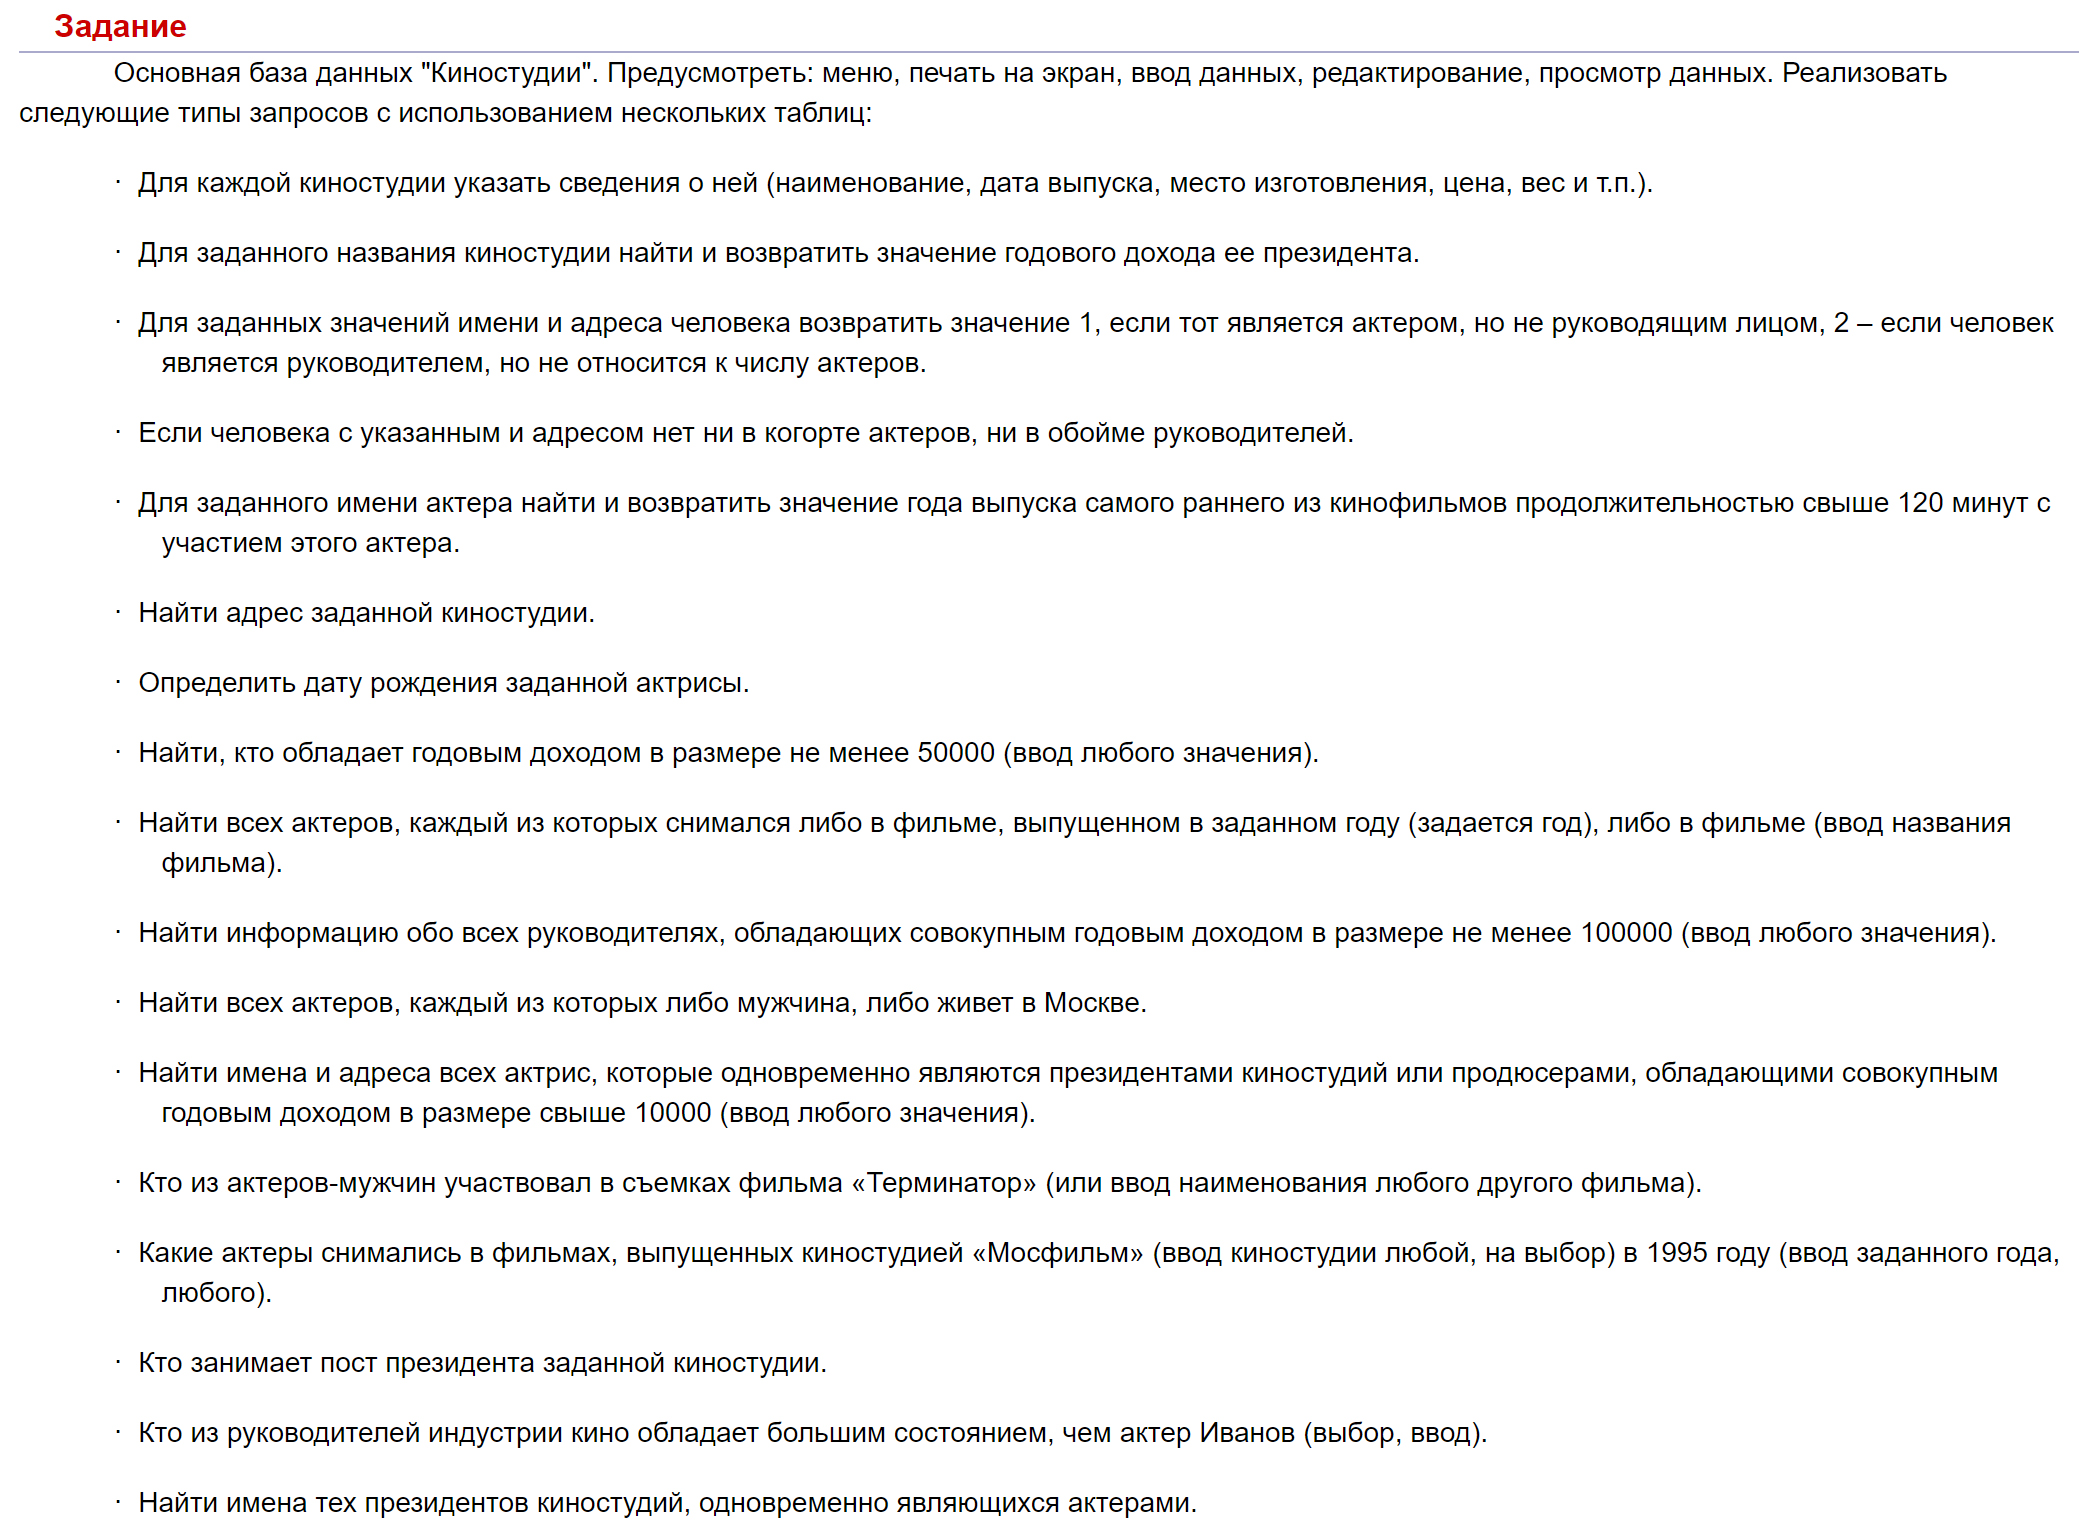 Задание
Основная база данных "Киностудии". Предусмотреть: меню, печать на экран, ввод данных, редактирование, просмотр данных. Реализовать
следующие типы запросов с использованием нескольких таблиц:
· Для каждой киностудии указать сведения о ней (наименование, дата выпуска, место изготовления, цена, вес и т.п.).
· Для заданного названия киностудии найти и возвратить значение годового дохода ее президента.
· Для заданных значений имени и адреса человека возвратить значение 1, если тот является актером, но не руководящим лицом, 2 – если человек
является руководителем, но не относится к числу актеров.
· Если человека с указанным и адресом нет ни в когорте актеров, ни в обойме руководителей.
· Для заданного имени актера найти и возвратить значение года выпуска самого раннего из кинофильмов продолжительностью свыше 120 минут с
участием этого актера.
· Найти адрес заданной киностудии.
· Определить дату рождения заданной актрисы.
· Найти, кто обладает годовым доходом в размере не менее 50000 (ввод любого значения).
· Найти всех актеров, каждый из которых снимался либо в фильме, выпущенном в заданном году (задается год), либо в фильме (ввод названия
фильма).
· Найти информацию обо всех руководителях, обладающих совокупным годовым доходом в размере не менее 100000 (ввод любого значения).
· Найти всех актеров, каждый из которых либо мужчина, либо живет в Москве.
· Найти имена и адреса всех актрис, которые одновременно являются президентами киностудий или продюсерами, обладающими совокупным
годовым доходом в размере свыше 10000 (ввод любого значения).
· Кто из актеров-мужчин участвовал в съемках фильма «Терминатор» (или ввод наименования любого другого фильма).
· Какие актеры снимались в фильмах, выпущенных киностудией «Мосфильм» (ввод киностудии любой, на выбор) в 1995 году (ввод заданного года,
любого).
· Кто занимает пост президента заданной киностудии.
· Кто из руководителей индустрии кино обладает большим состоянием, чем актер Иванов (выбор, ввод).
· Найти имена тех президентов киностудий, одновременно являющихся актерами.